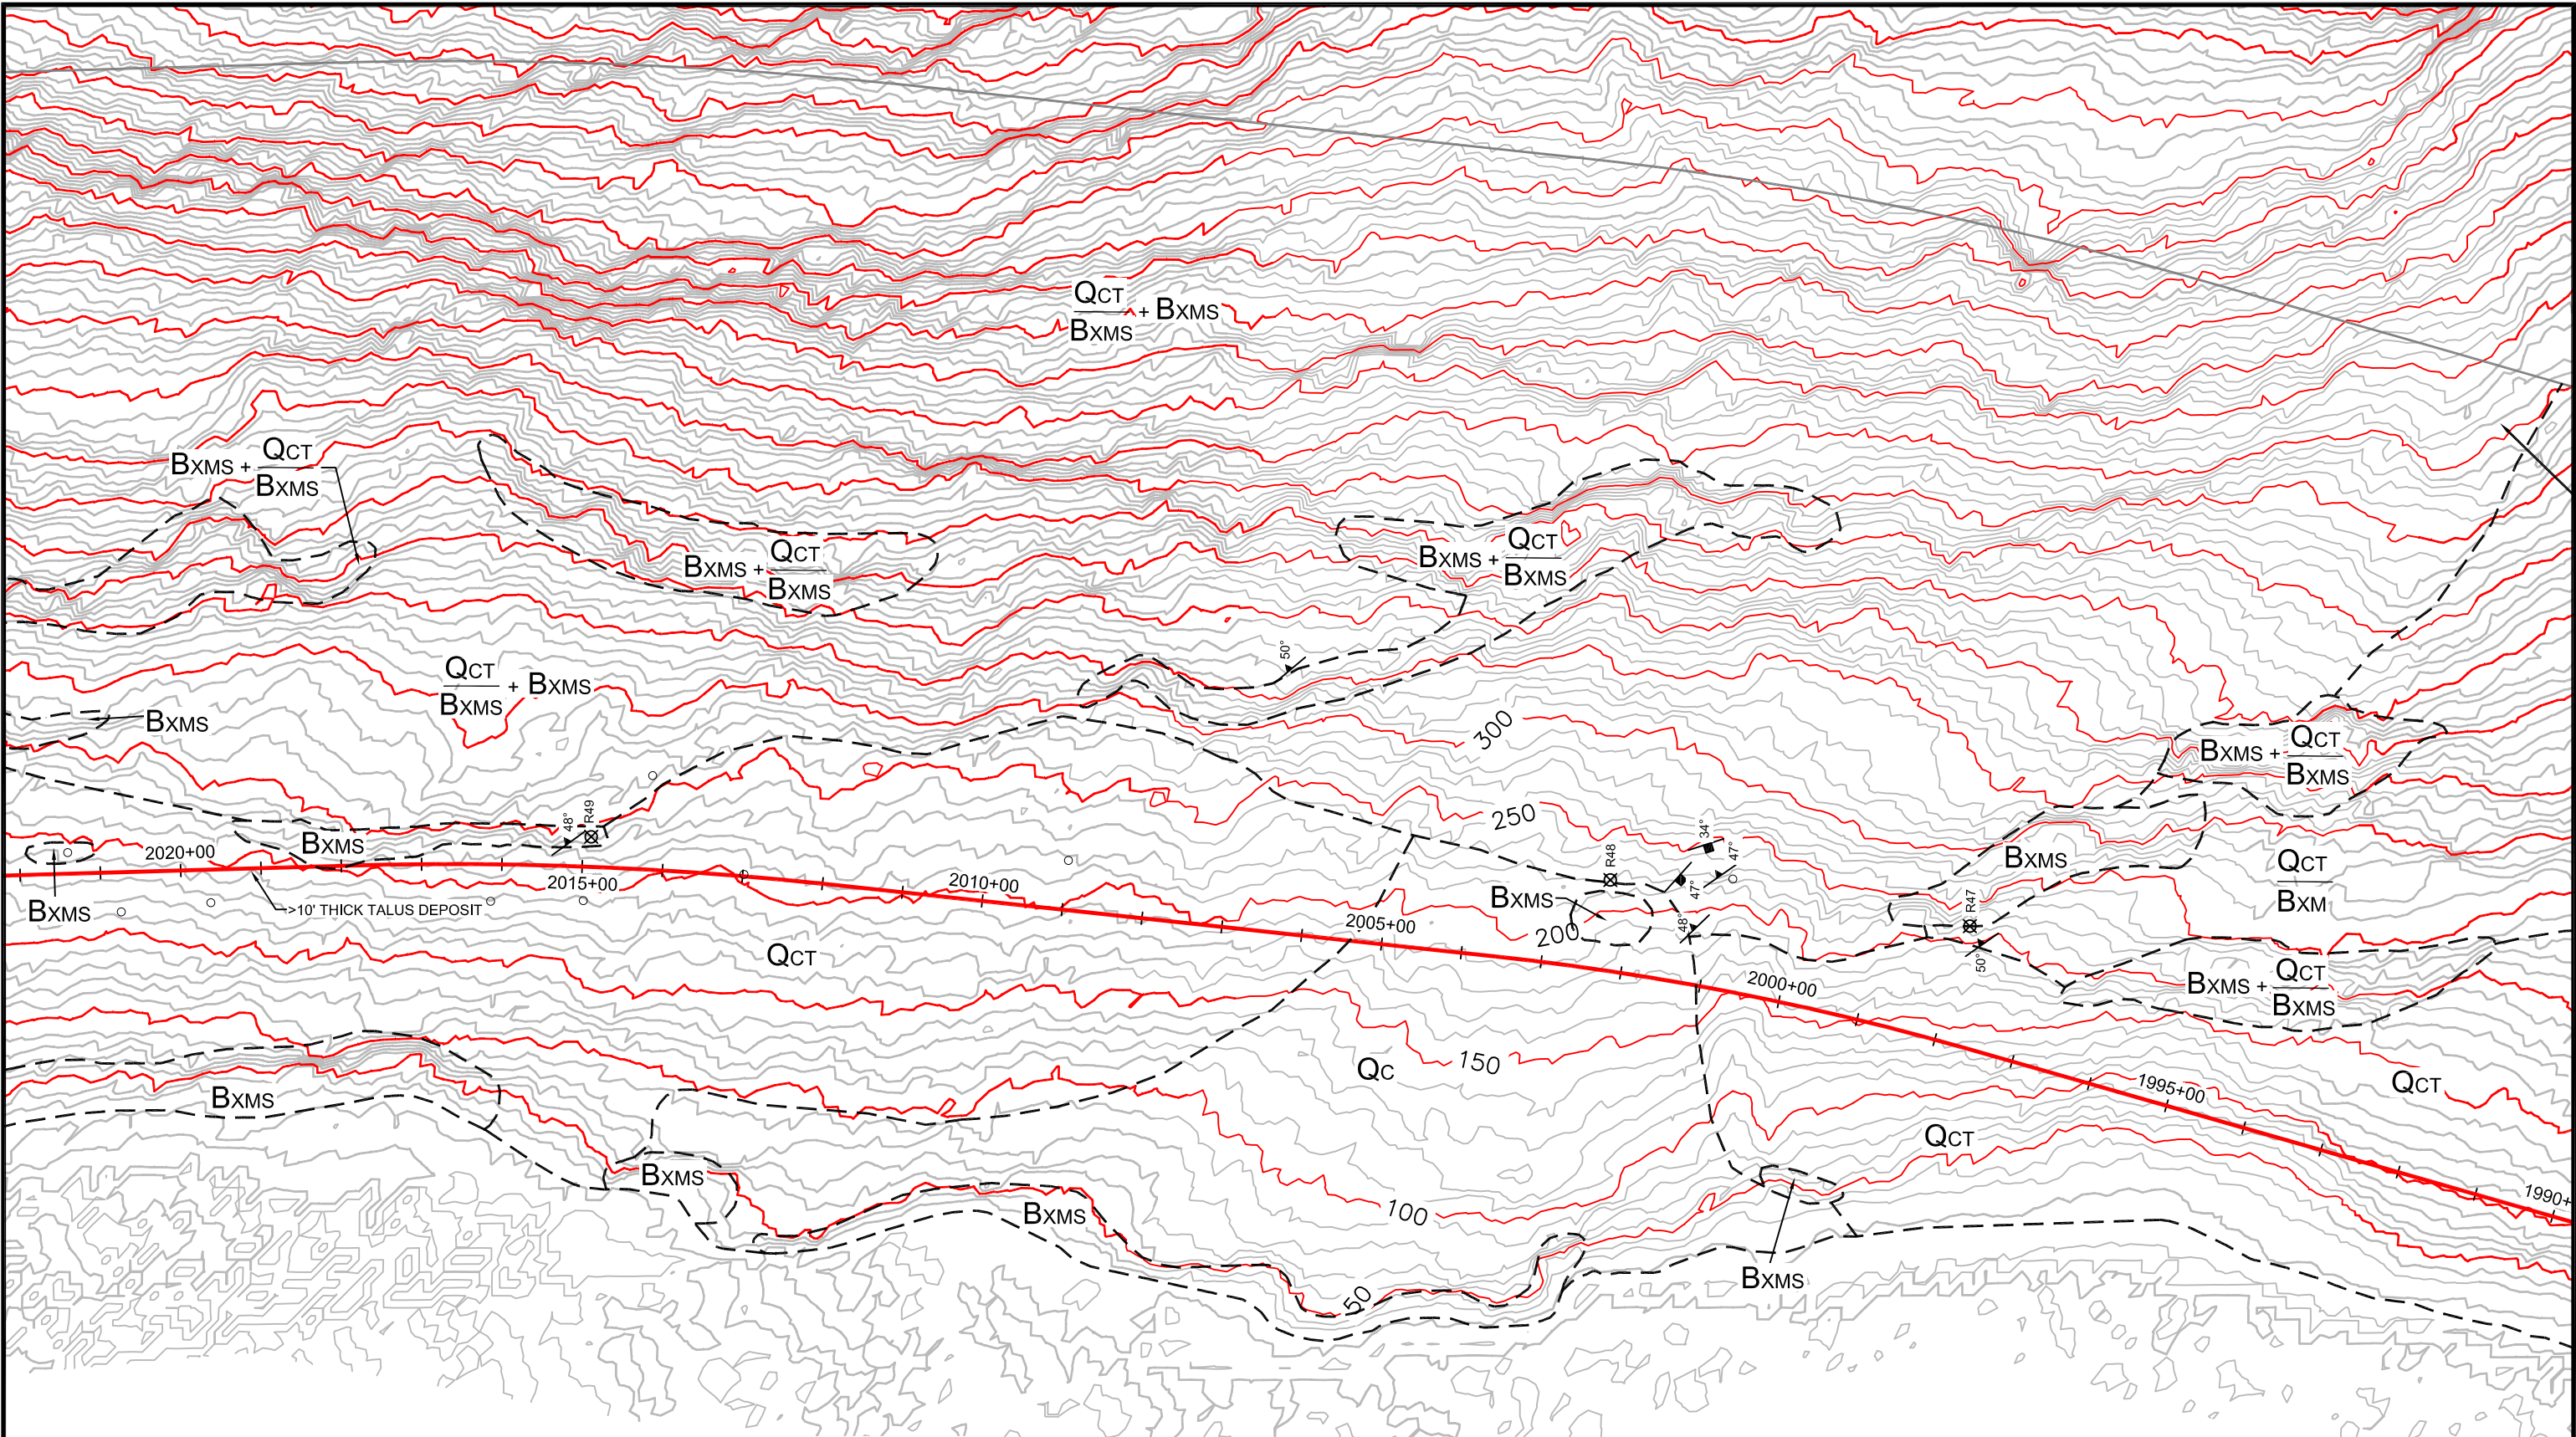 QCT
BXMS + BXMS
BXMS + QCT
BXMS
BXMS + QCT
BXMS
BXMS + QCT
BXMS
50°
QCT
BXMS + BXMS
BXMS
300
BXMS + QCT
BXMS
250
48°
R49
BXMS
34°
47°
R48
47°
48°
BXMS
QCT
BXM
2020+00
2015+00
2010+00
2005+00
2000+00
1995+00
1990+
BXMS
>10' THICK TALUS DEPOSIT
BXMS
200
R47
50°
QCT
BXMS + QCT
BXMS
QC
150
QCT
BXMS
QCT
BXMS
BXMS
100
50
BXMS